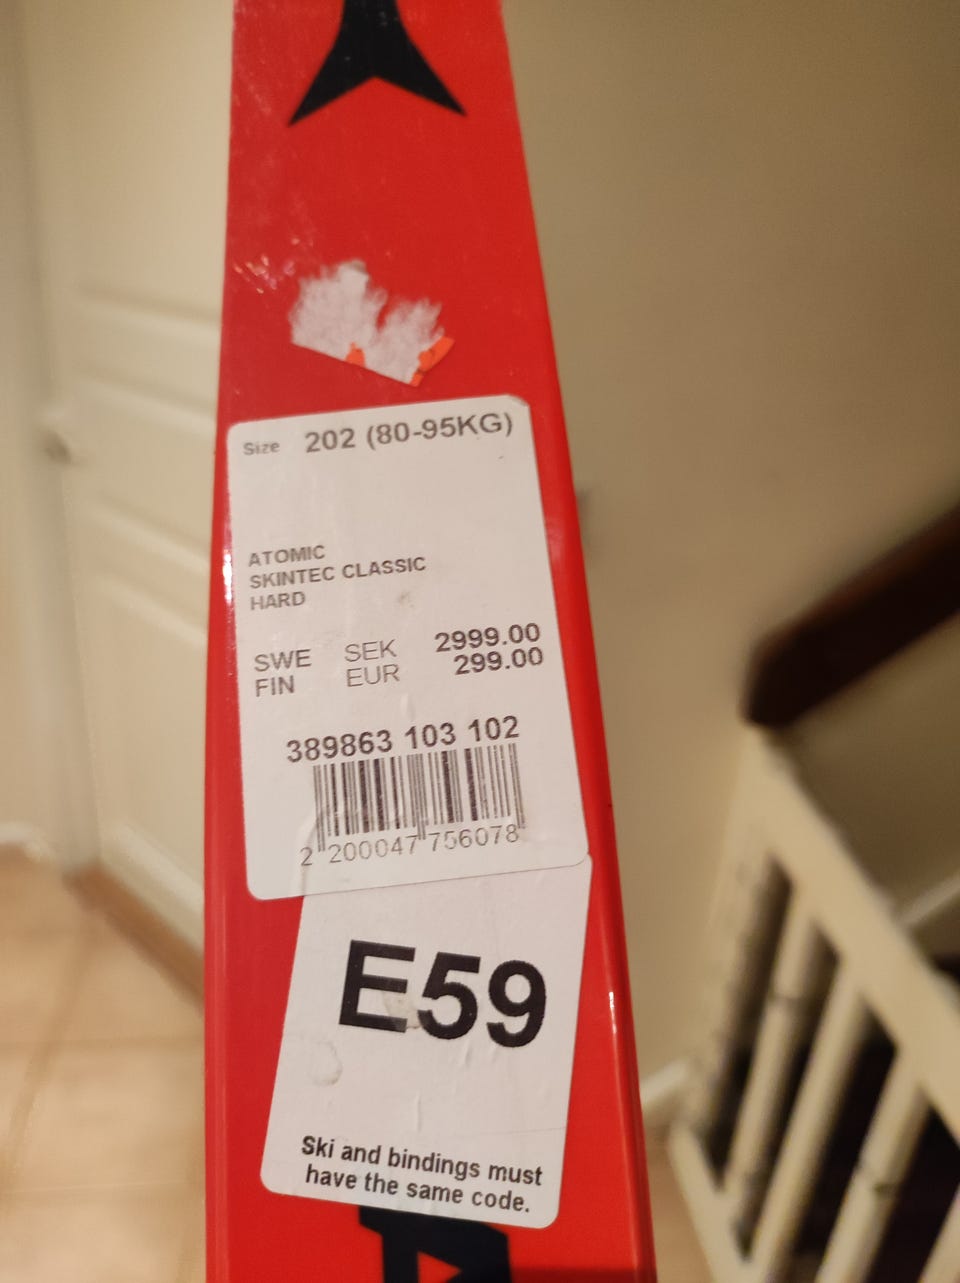 Size 202 (80-95KG)
ATOMIC
SKINTEC CLASSIC
HARD
SWE SEK 2999.00
FIN EUR 299.00
389863 103 102
2 200047 756078
E59
Ski and bindings must
have the same code.
A